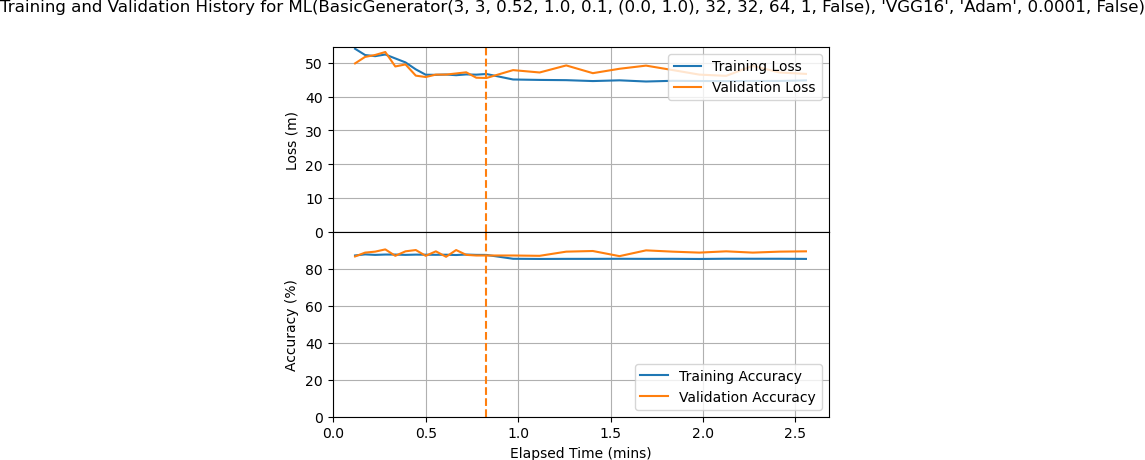 Training and Validation History for ML(BasicGenerator(3, 3, 0.52, 1.0, 0.1, (0.0, 1.0), 32, 32, 64, 1, False), 'VGG16', 'Adam', 0.0001, False)
50
40
30
20
10
0
Loss (m)
Training Loss
Validation Loss
80
60
40
20
0
Accuracy (%)
Training Accuracy
Validation Accuracy
0.0 0.5 1.0 1.5 2.0 2.5
Elapsed Time (mins)